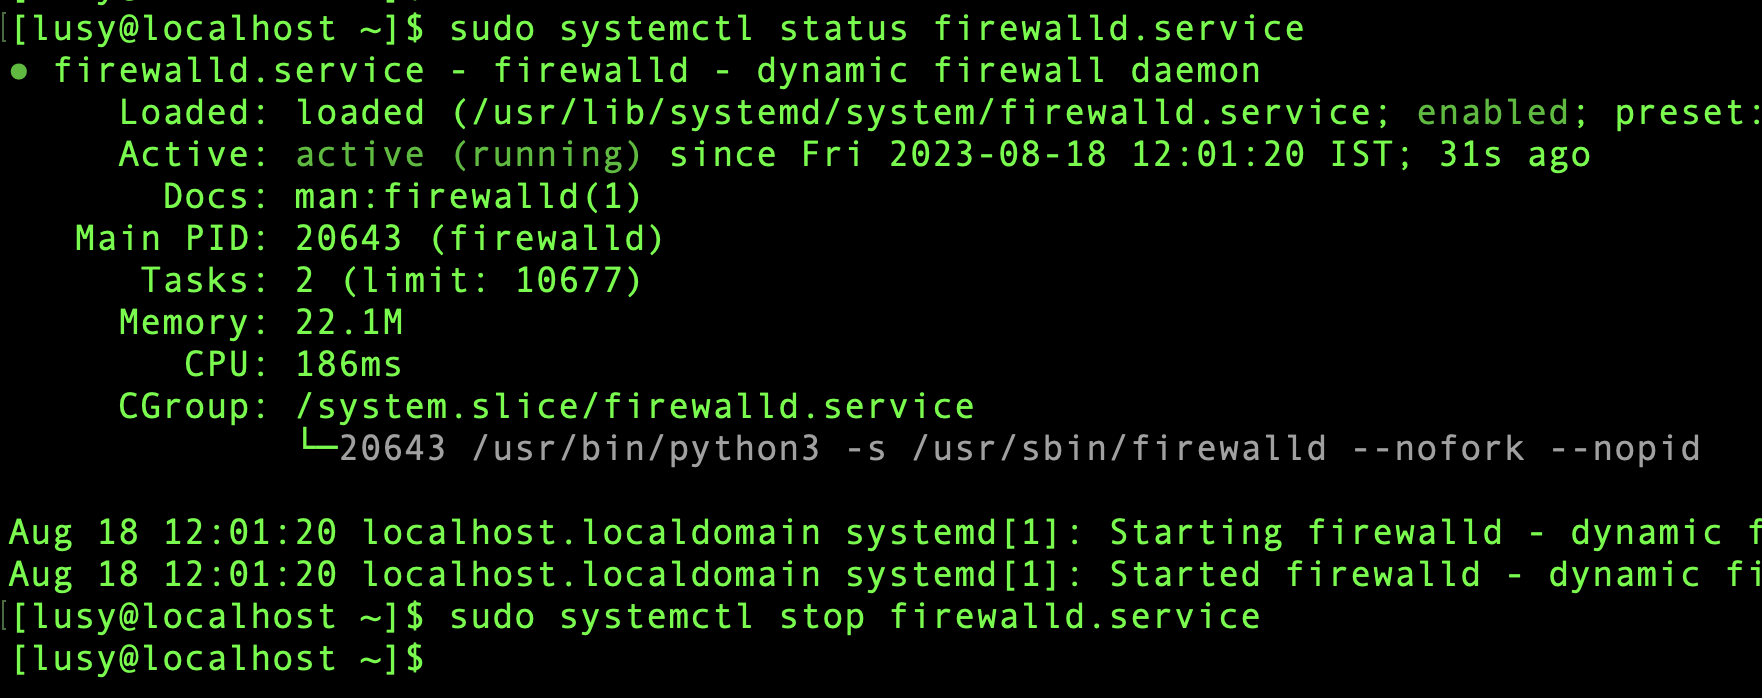 [lusy@localhost ~]$ sudo systemctl status firewalld.service
● firewalld.service - firewalld - dynamic firewall daemon
Loaded: loaded (/usr/lib/systemd/system/firewalld.service; enabled; preset:
Active: active (running) since Fri 2023-08-18 12:01:20 IST; 31s ago
Docs: man:firewalld(1)
Main PID: 20643 (firewalld)
Tasks: 2 (limit: 10677)
Memory: 22.1M
CPU: 186ms
CGroup: /system.slice/firewalld.service
└─20643 /usr/bin/python3 -s /usr/sbin/firewalld --nofork --nopid
Aug 18 12:01:20 localhost.localdomain systemd[1]: Starting firewalld - dynamic f
Aug 18 12:01:20 localhost.localdomain systemd[1]: Started firewalld - dynamic fi
[lusy@localhost ~]$ sudo systemctl stop firewalld.service
[lusy@localhost ~]$